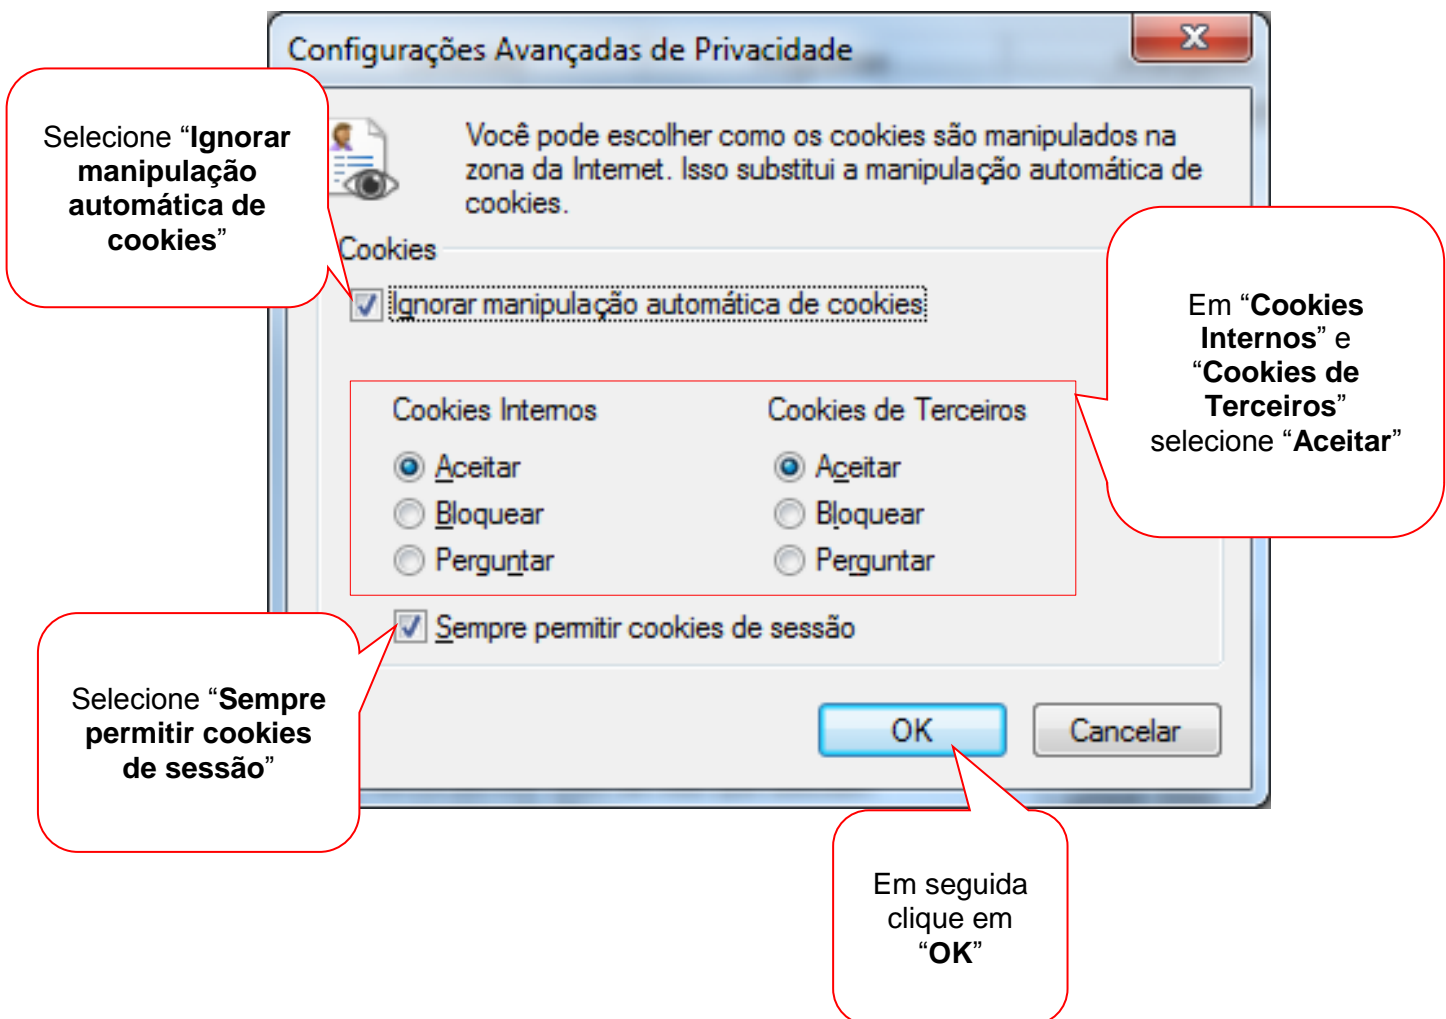 Configurações Avançadas de Privacidade
Selecione “Ignorar
manipulação
automática de
cookies”
Você pode escolher como os cookies são manipulados na
zona da Internet. Isso substitui a manipulação automática de
cookies.
Cookies
Ignorar manipulação automática de cookies
Em “Cookies
Internos” e
“Cookies de
Terceiros”
selecione “Aceitar”
Cookies Internos
Aceitar
Bloquear
Perguntar
Cookies de Terceiros
Aceitar
Bloquear
Perguntar
Sempre permitir cookies de sessão
Selecione “Sempre
permitir cookies
de sessão”
OK
Cancelar
Em seguida
clique em
“OK”